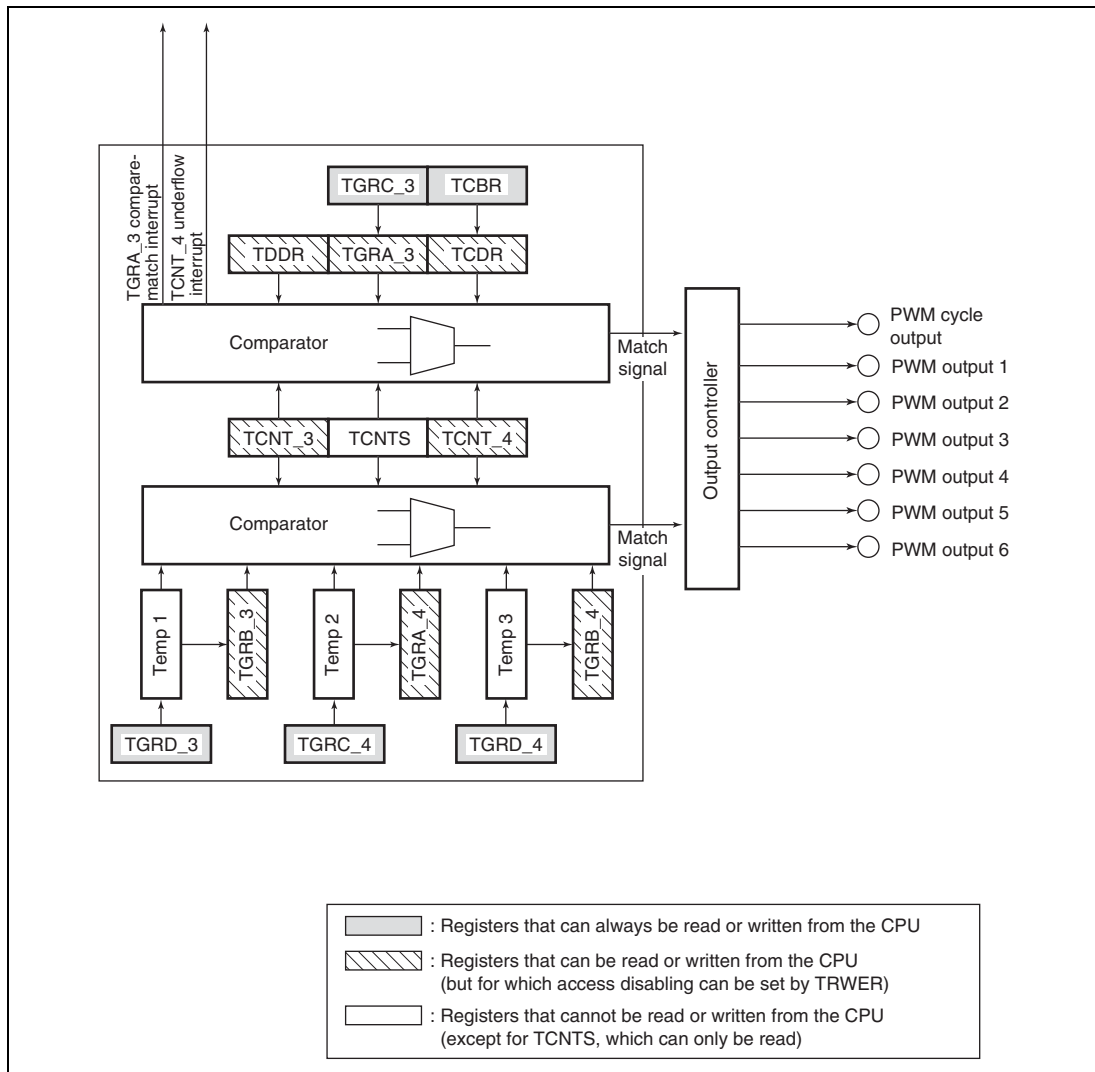 TGRA_3 compare-
match interrupt
TCNT_4 underflow
interrupt
TGRC_3
TCBR
TDDR
TGRA_3
TCDR
Comparator
Match
signal
TCNT_3
TCNTS
TCNT_4
Comparator
Match
signal
Output controller
PWM cycle
output
PWM output 1
PWM output 2
PWM output 3
PWM output 4
PWM output 5
PWM output 6
Temp 1
TGRB_3
Temp 2
TGRA_4
Temp 3
TGRB_4
TGRD_3
TGRC_4
TGRD_4
: Registers that can always be read or written from the CPU
: Registers that can be read or written from the CPU
(but for which access disabling can be set by TRWER)
: Registers that cannot be read or written from the CPU
(except for TCNTS, which can only be read)